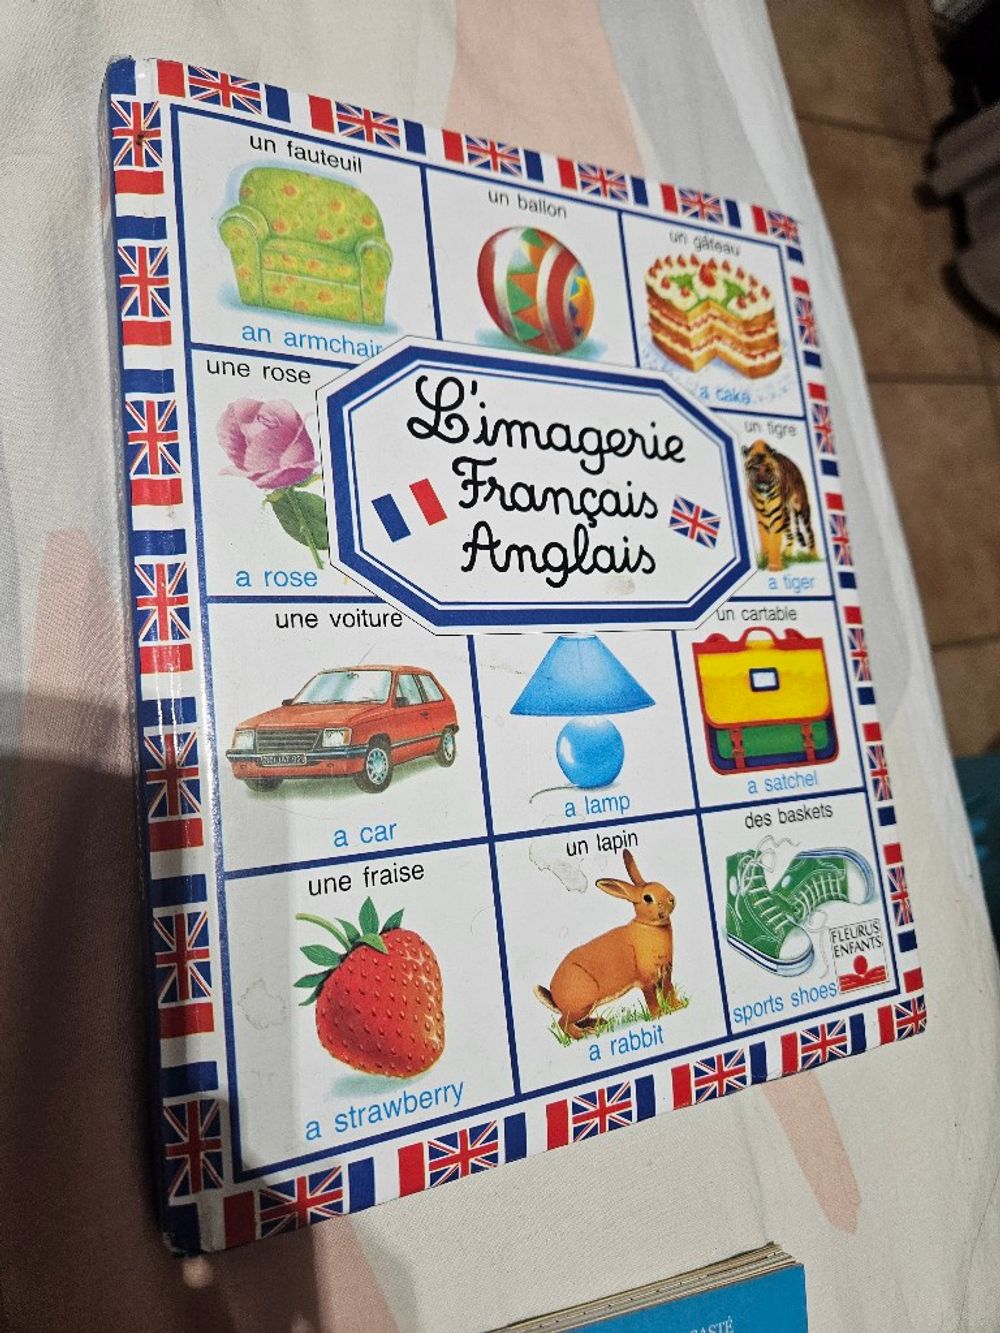 un fauteuil
an armchair
un ballon
un gâteau
a cake
une rose
a rose
L'imagerie
Français
Anglais
un tigre
a tiger
une voiture
a car
a lamp
un cartable
a satchel
une fraise
a strawberry
un lapin
a rabbit
des baskets
sports shoes
FLEURUS
ENFANTS